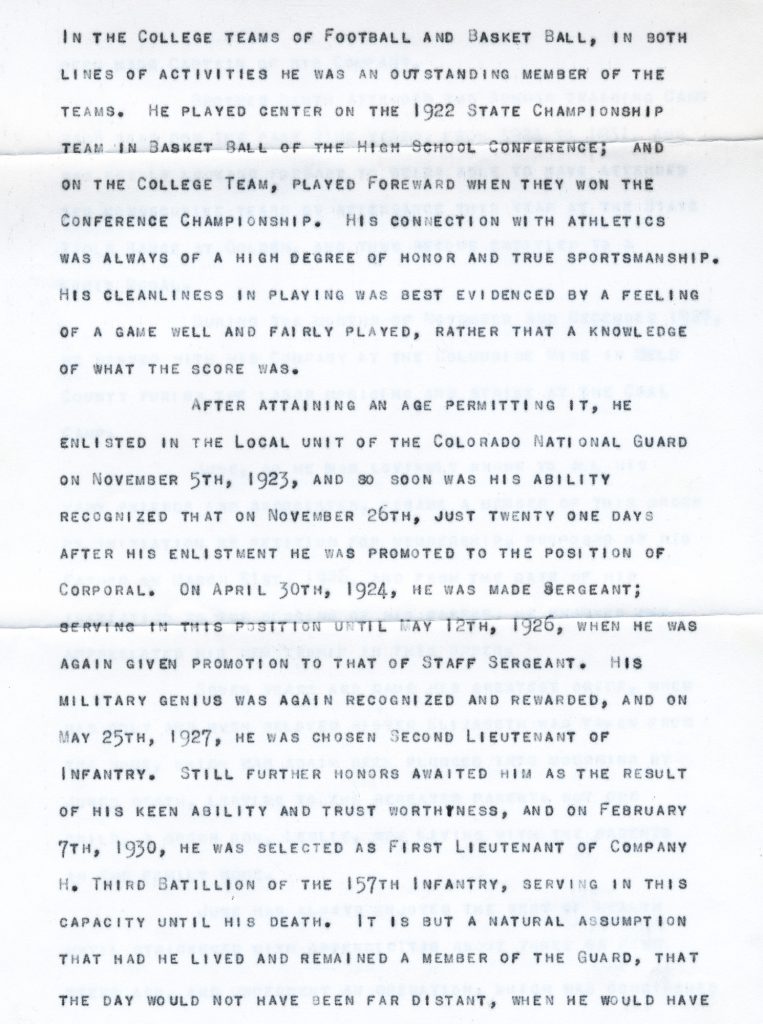 In the College teams of Football and Basket Ball, in both
lines of activities he was an outstanding member of the
teams. He played center on the 1922 State Championship
team in Basket Ball of the High School Conference; and
on the College Team, played Foreward when they won the
Conference Championship. His connection with athletics
was always of a high degree of honor and true sportsmanship.
His cleanliness in playing was best evidenced by a feeling
of a game well and fairly played, rather that a knowledge
of what the score was.
After attaining an age permitting it, he
enlisted in the Local unit of the Colorado National Guard
on November 5th, 1923, and so soon was his ability
recognized that on November 26th, just twenty one days
after his enlistment he was promoted to the position of
Corporal. On April 30th, 1924, he was made Sergeant;
serving in this position until May 12th, 1926, when he was
again given promotion to that of Staff Sergeant. His
military genius was again recognized and rewarded, and on
May 25th, 1927, he was chosen Second Lieutenant of
Infantry. Still further honors awaited him as the result
of his keen ability and trust worthyness, and on February
7th, 1930, he was selected as First Lieutenant of Company
H. Third Batillion of the 157th Infantry, serving in this
capacity until his death. It is but a natural assumption
that had he lived and remained a member of the Guard, that
the day would not have been far distant, when he would have